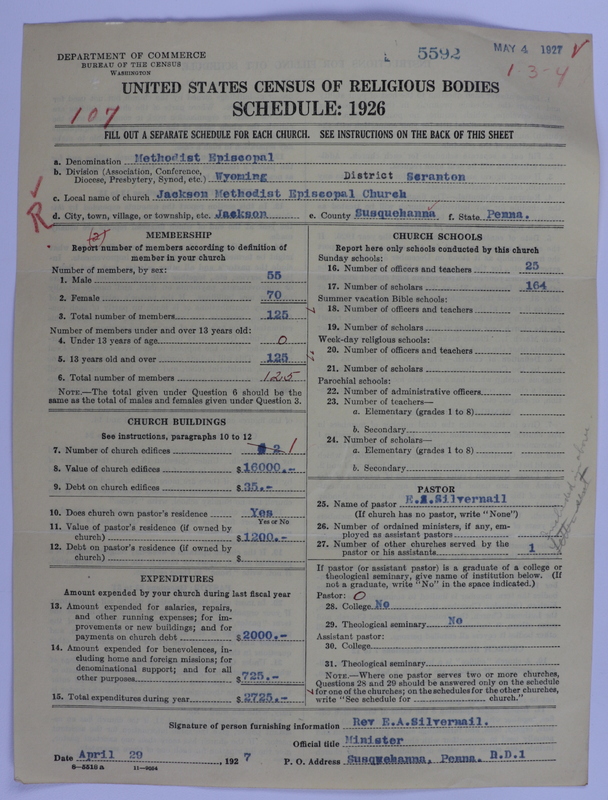 5592
MAY 4 1927
1-3-4
DEPARTMENT OF COMMERCE
BUREAU OF THE CENSUS
WASHINGTON
UNITED STATES CENSUS OF RELIGIOUS BODIES
SCHEDULE: 1926
107
FILL OUT A SEPARATE SCHEDULE FOR EACH CHURCH. SEE INSTRUCTIONS ON THE BACK OF THIS SHEET
a. Denomination Methodist Episcopal
b. Division (Association, Conference,
Diocese, Presbytery, Synod, etc.) Wyoming District Scranton
c. Local name of church Jackson Methodist Episcopal Church
d. City, town, village, or township, etc. Jackson e. County Susquehanna f. State Penna.
R
MEMBERSHIP
Report number of members according to definition of
member in your church
Number of members, by sex:
1. Male 55
2. Female 70
3. Total number of members 125
Number of members under and over 13 years old:
4. Under 13 years of age 0
5. 13 years old and over 125
6. Total number of members 125
NOTE.—The total given under Question 6 should be
same as the total of males and females given under Question 3.
CHURCH BUILDINGS
See instructions, paragraphs 10 to 12
7. Number of church edifices 2 1
8. Value of church edifices $16000.-
9. Debt on church edifices $35.-
10. Does church own pastor's residence? Yes
Yes or No
11. Value of pastor's residence (if owned by
church) $1200.-
12. Debt on pastor's residence (if owned by
church) $
EXPENDITURES
Amount expended by your church during last fiscal year
13. Amount expended for salaries, repairs,
and other running expenses; for im-
provements or new buildings; and for
payments on church debt $2000.-
14. Amount expended for benevolences, in-
cluding home and foreign missions; for
denominational support; and for all
other purposes $725.-
15. Total expenditures during year $2725.-
CHURCH SCHOOLS
Report here only schools conducted by this church
Sunday schools:
16. Number of officers and teachers 25
17. Number of scholars 164
Summer vacation Bible schools:
18. Number of officers and teachers
19. Number of scholars
Week-day religious schools:
20. Number of officers and teachers
21. Number of scholars
Parochial schools:
22. Number of administrative officers
23. Number of teachers—
a. Elementary (grades 1 to 8)
b. Secondary
24. Number of scholars—
a. Elementary (grades 1 to 8)
b. Secondary
PASTOR
25. Name of pastor E.A.Silvernail
(If church has no pastor, write "None")
26. Number of ordained ministers, if any, em-
ployed as assistant pastors
27. Number of other churches served by the
pastor or his assistants 1
If pastor (or assistant pastor) is a graduate of a college or
theological seminary, give name of institution below. (If
not a graduate, write "No" in the space indicated.)
Pastor: 0
28. College No
29. Theological seminary No
Assistant pastor:
30. College
31. Theological seminary
NOTE.—Where one pastor serves two or more churches,
Questions 28 and 29 should be answered only on the schedule
for one of the churches; on the schedules for the other churches,
write "See schedule for church."
Signature of person furnishing information Rev E.A.Silvernail.
Official title Minister
Date April 29, 1927 P. O. Address Susquehanna, Penna. R.D.1
6—5518 A 11—9054